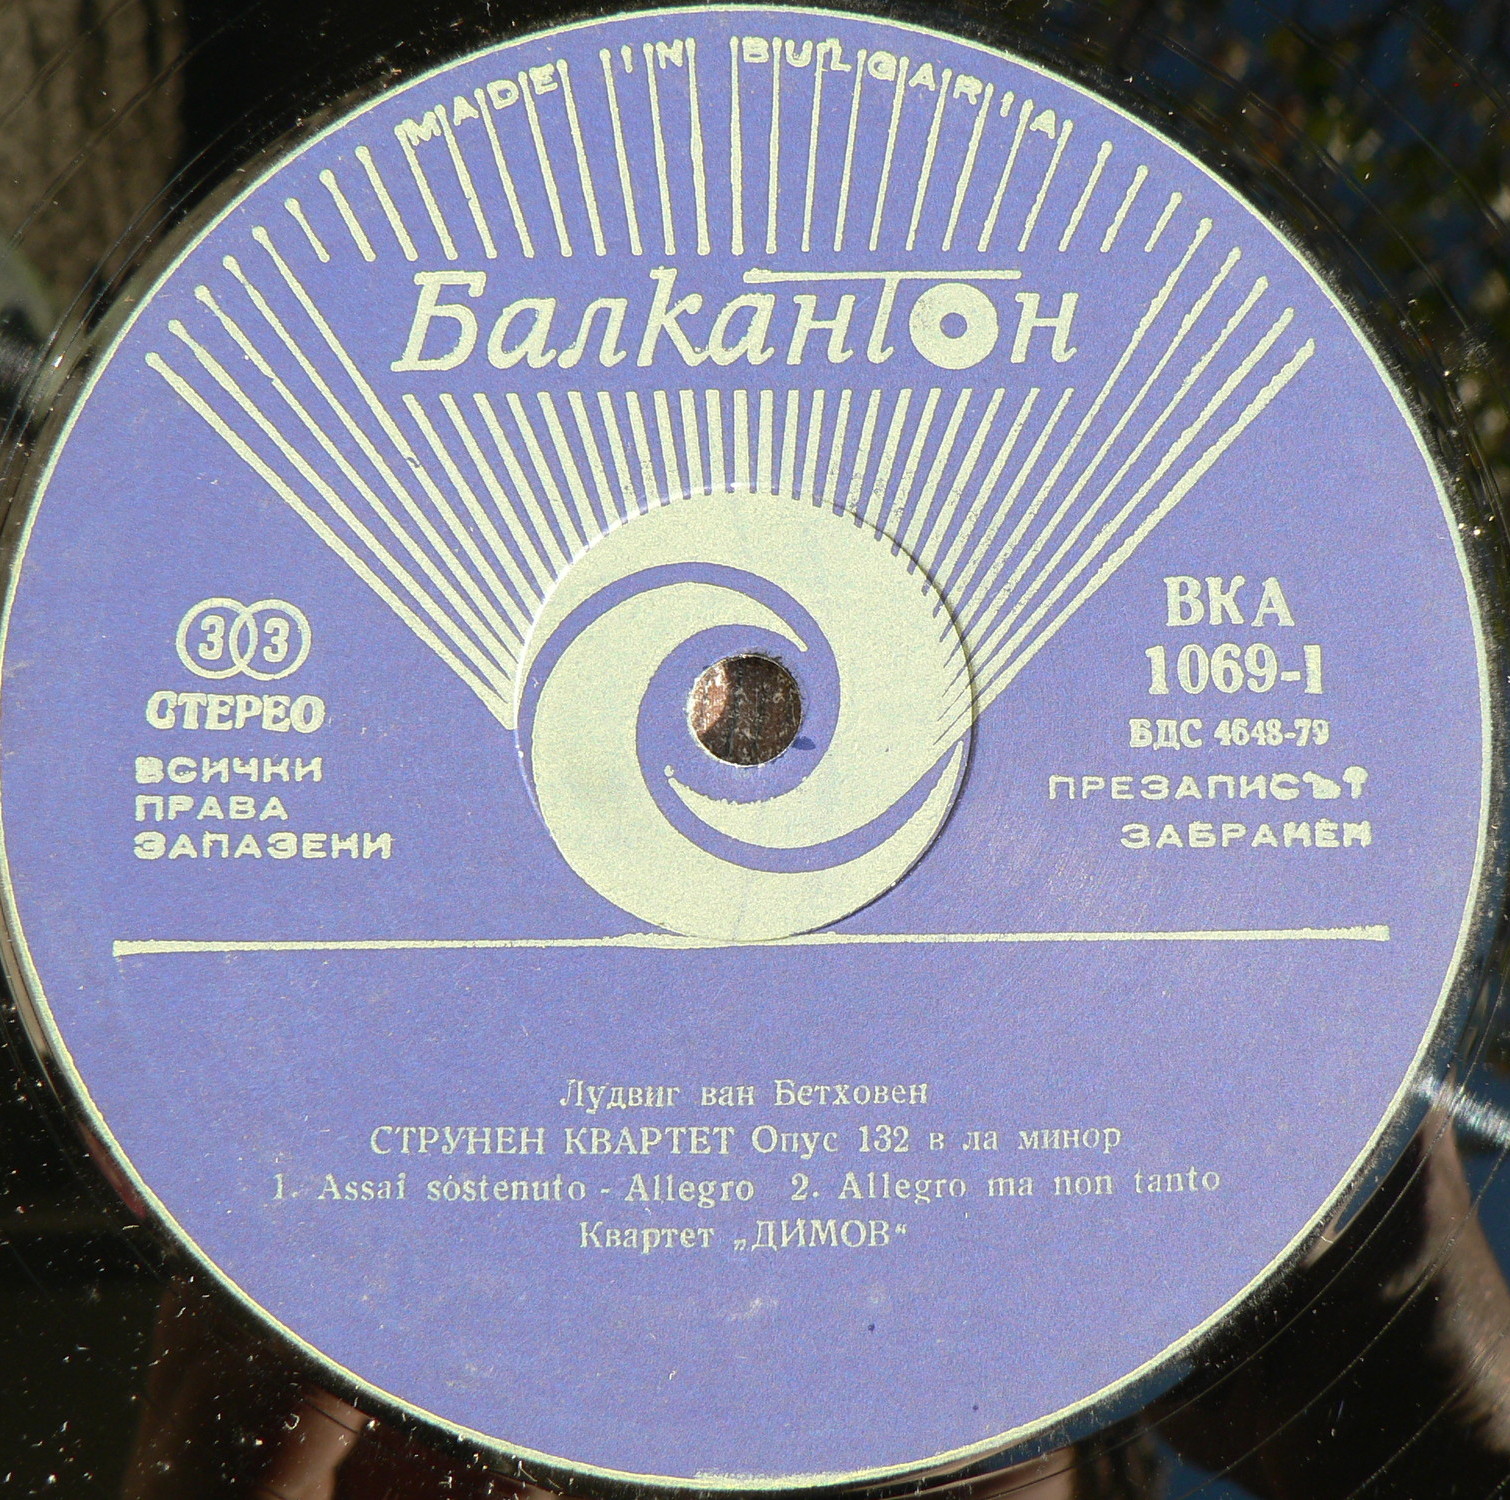 MADE IN BULGARIA
Балкантон
33
СТЕРЕО
ВСИЧКИ
ПРАВА
ЗАПАЗЕНИ
ВКА
1069-I
БДС 4648-79
ПРЕЗАПИСЪТ
ЗАБРАНЕН
Лудвиг ван Бетховен
СТРУНЕН КВАРТЕТ Опус 132 в ла минор
1. Assai sostenuto - Allegro 2. Allegro ma non tanto
Квартет „ДИМОВ“